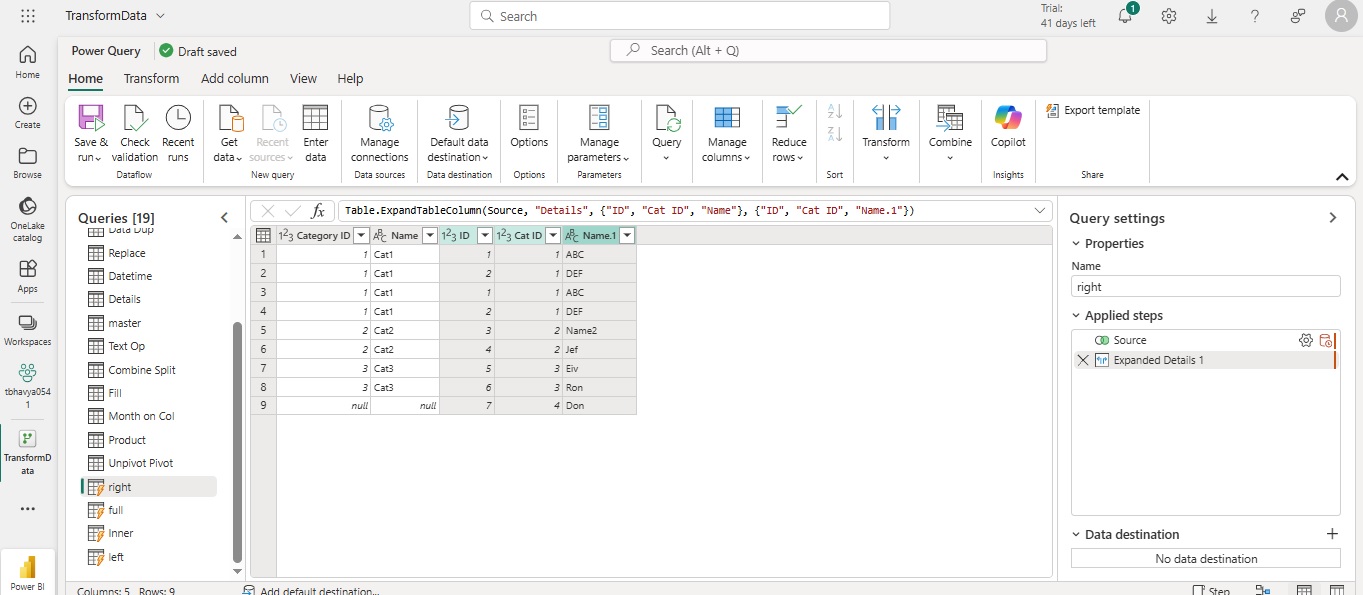 TransformData
Search
Trial:
41 days left
1
?
A
Power Query
Draft saved
Search (Alt + Q)
Home
Transform
Add column
View
Help
Save & run
Check validation
Recent runs
Dataflow
Get data
Recent sources
Enter data
New query
Manage connections
Data sources
Default data destination
Data destination
Options
Options
Manage parameters
Parameters
Query
Manage columns
Reduce rows
Sort
Transform
Combine
Copilot
Insights
Export template
Share
Home
Create
Browse
OneLake
catalog
Apps
Workspaces
tbhavya054
1
TransformD
ata
Power BI
Queries [19]
Data Dup
Replace
Datetime
Details
master
Text Op
Combine Split
Fill
Month on Col
Product
Unpivot Pivot
right
full
Inner
left
fx
Table.ExpandTableColumn(Source, "Details", {"ID", "Cat ID", "Name"}, {"ID", "Cat ID", "Name.1"})
123 Category ID ABC Name 123 ID 123 Cat ID ABC Name.1
1 1 Cat1 1 1 ABC
2 1 Cat1 2 1 DEF
3 1 Cat1 1 1 ABC
4 1 Cat1 2 1 DEF
5 2 Cat2 3 2 Name2
6 2 Cat2 4 2 Jef
7 3 Cat3 5 3 Eiv
8 3 Cat3 6 3 Ron
9 null null 7 4 Don
Query settings
Properties
Name
right
Applied steps
Source
Expanded Details 1
Data destination
No data destination
Columns: 5 Rows: 9
Add default destination...
Step